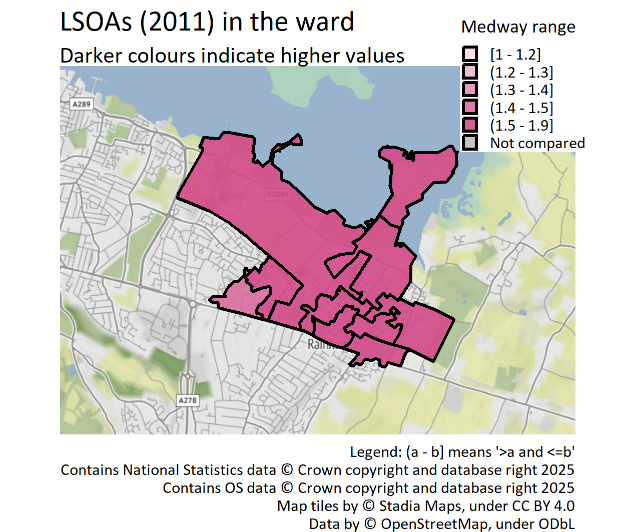 LSOAs (2011) in the ward
Darker colours indicate higher values
Medway range
[1 - 1.2]
(1.2 - 1.3]
(1.3 - 1.4]
(1.4 - 1.5]
(1.5 - 1.9]
Not compared
A289
A278
Legend: (a - b] means '>a and <=b'
Contains National Statistics data © Crown copyright and database right 2025
Contains OS data © Crown copyright and database right 2025
Map tiles by © Stadia Maps, under CC BY 4.0
Data by © OpenStreetMap, under ODbL